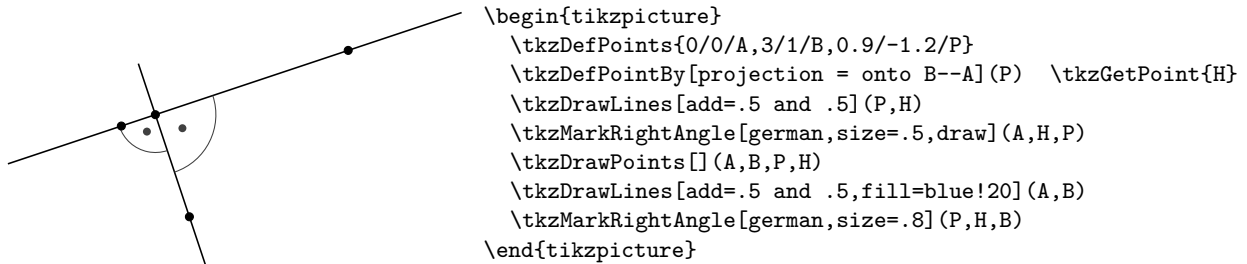 \begin{tikzpicture}
\tkzDefPoints{0/0/A,3/1/B,0.9/-1.2/P}
\tkzDefPointBy[projection = onto B--A](P)  \tkzGetPoint{H}
\tkzDrawLines[add=.5 and .5](P,H)
\tkzMarkRightAngle[german,size=.5,draw](A,H,P)
\tkzDrawPoints[](A,B,P,H)
\tkzDrawLines[add=.5 and .5,fill=blue!20](A,B)
\tkzMarkRightAngle[german,size=.8](P,H,B)
\end{tikzpicture}